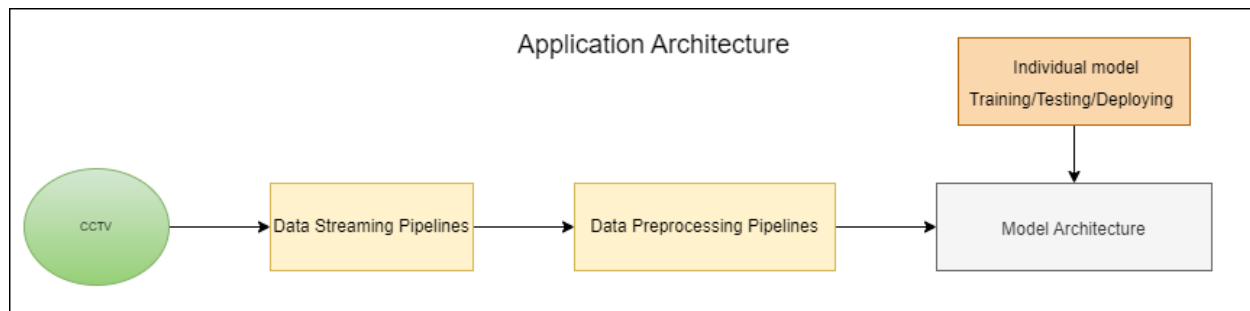 Application Architecture
Individual model
Training/Testing/Deploying
CCTV
Data Streaming Pipelines
Data Preprocessing Pipelines
Model Architecture